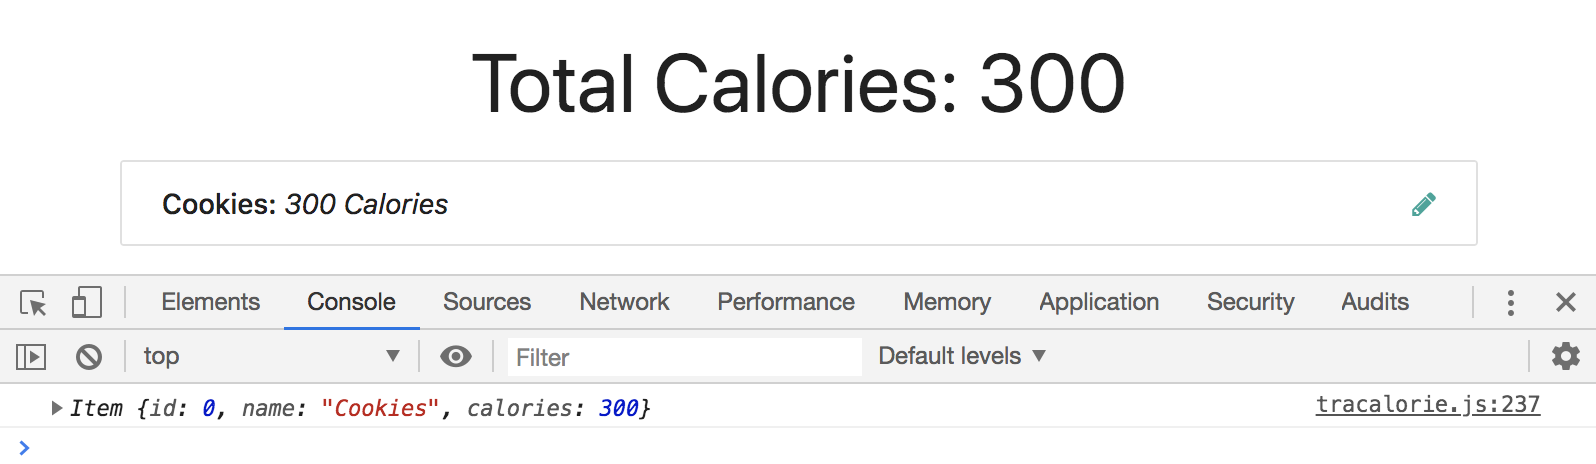 Total Calories: 300
Cookies: 300 Calories
Elements Console Sources Network Performance Memory Application Security Audits
top Filter Default levels
Item {id: 0, name: "Cookies", calories: 300} tracalorie.js:237